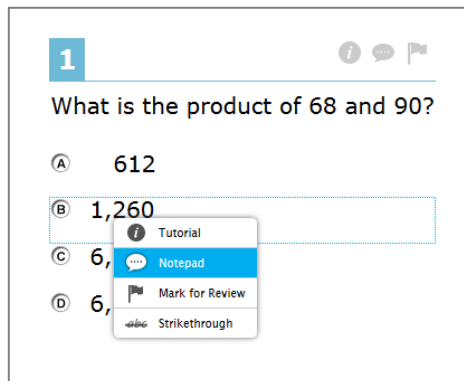 1
What is the product of 68 and 90?
A 612
B 1,260
Tutorial
C 6,
Notepad
Mark for Review
D 6,
abc Strikethrough